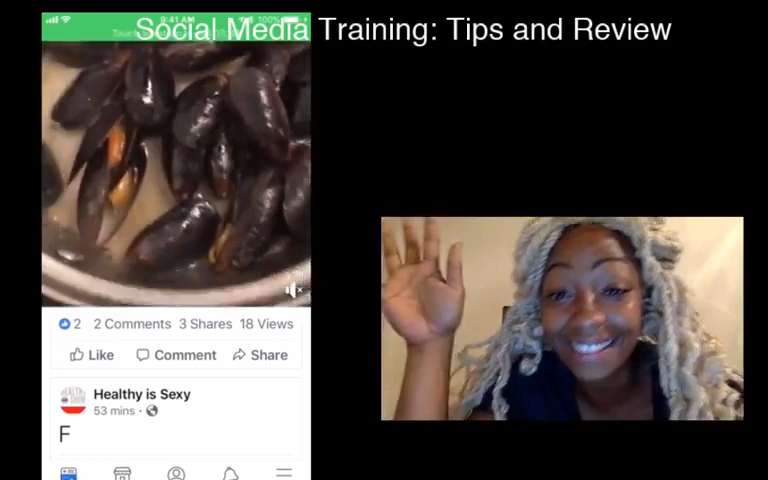 Social Media Training: Tips and Review
9:41 AM
100%
2 2 Comments 3 Shares 18 Views
Like Comment Share
Healthy is Sexy
53 mins
F